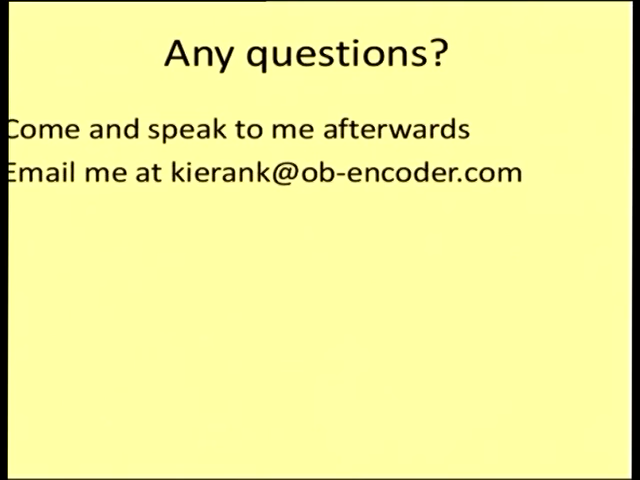 Any questions?
Come and speak to me afterwards
Email me at kierank@ob-encoder.com